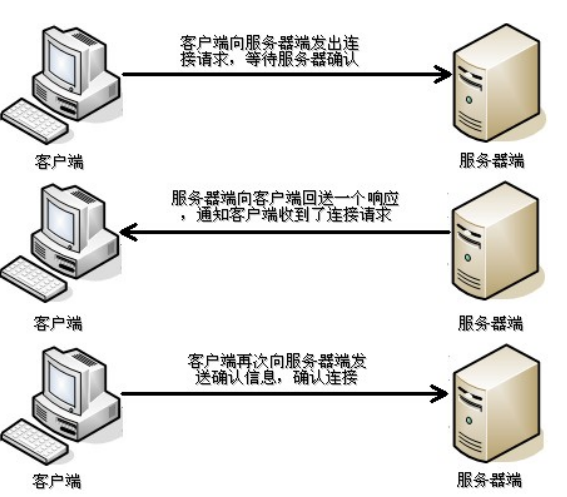 客户端向服务器端发出连
接请求，等待服务器确认
客户端
服务器端
服务器端向客户端回送一个响应
，通知客户端收到了连接请求
客户端
服务器端
客户端再次向服务器端发
送确认信息，确认连接
客户端
服务器端